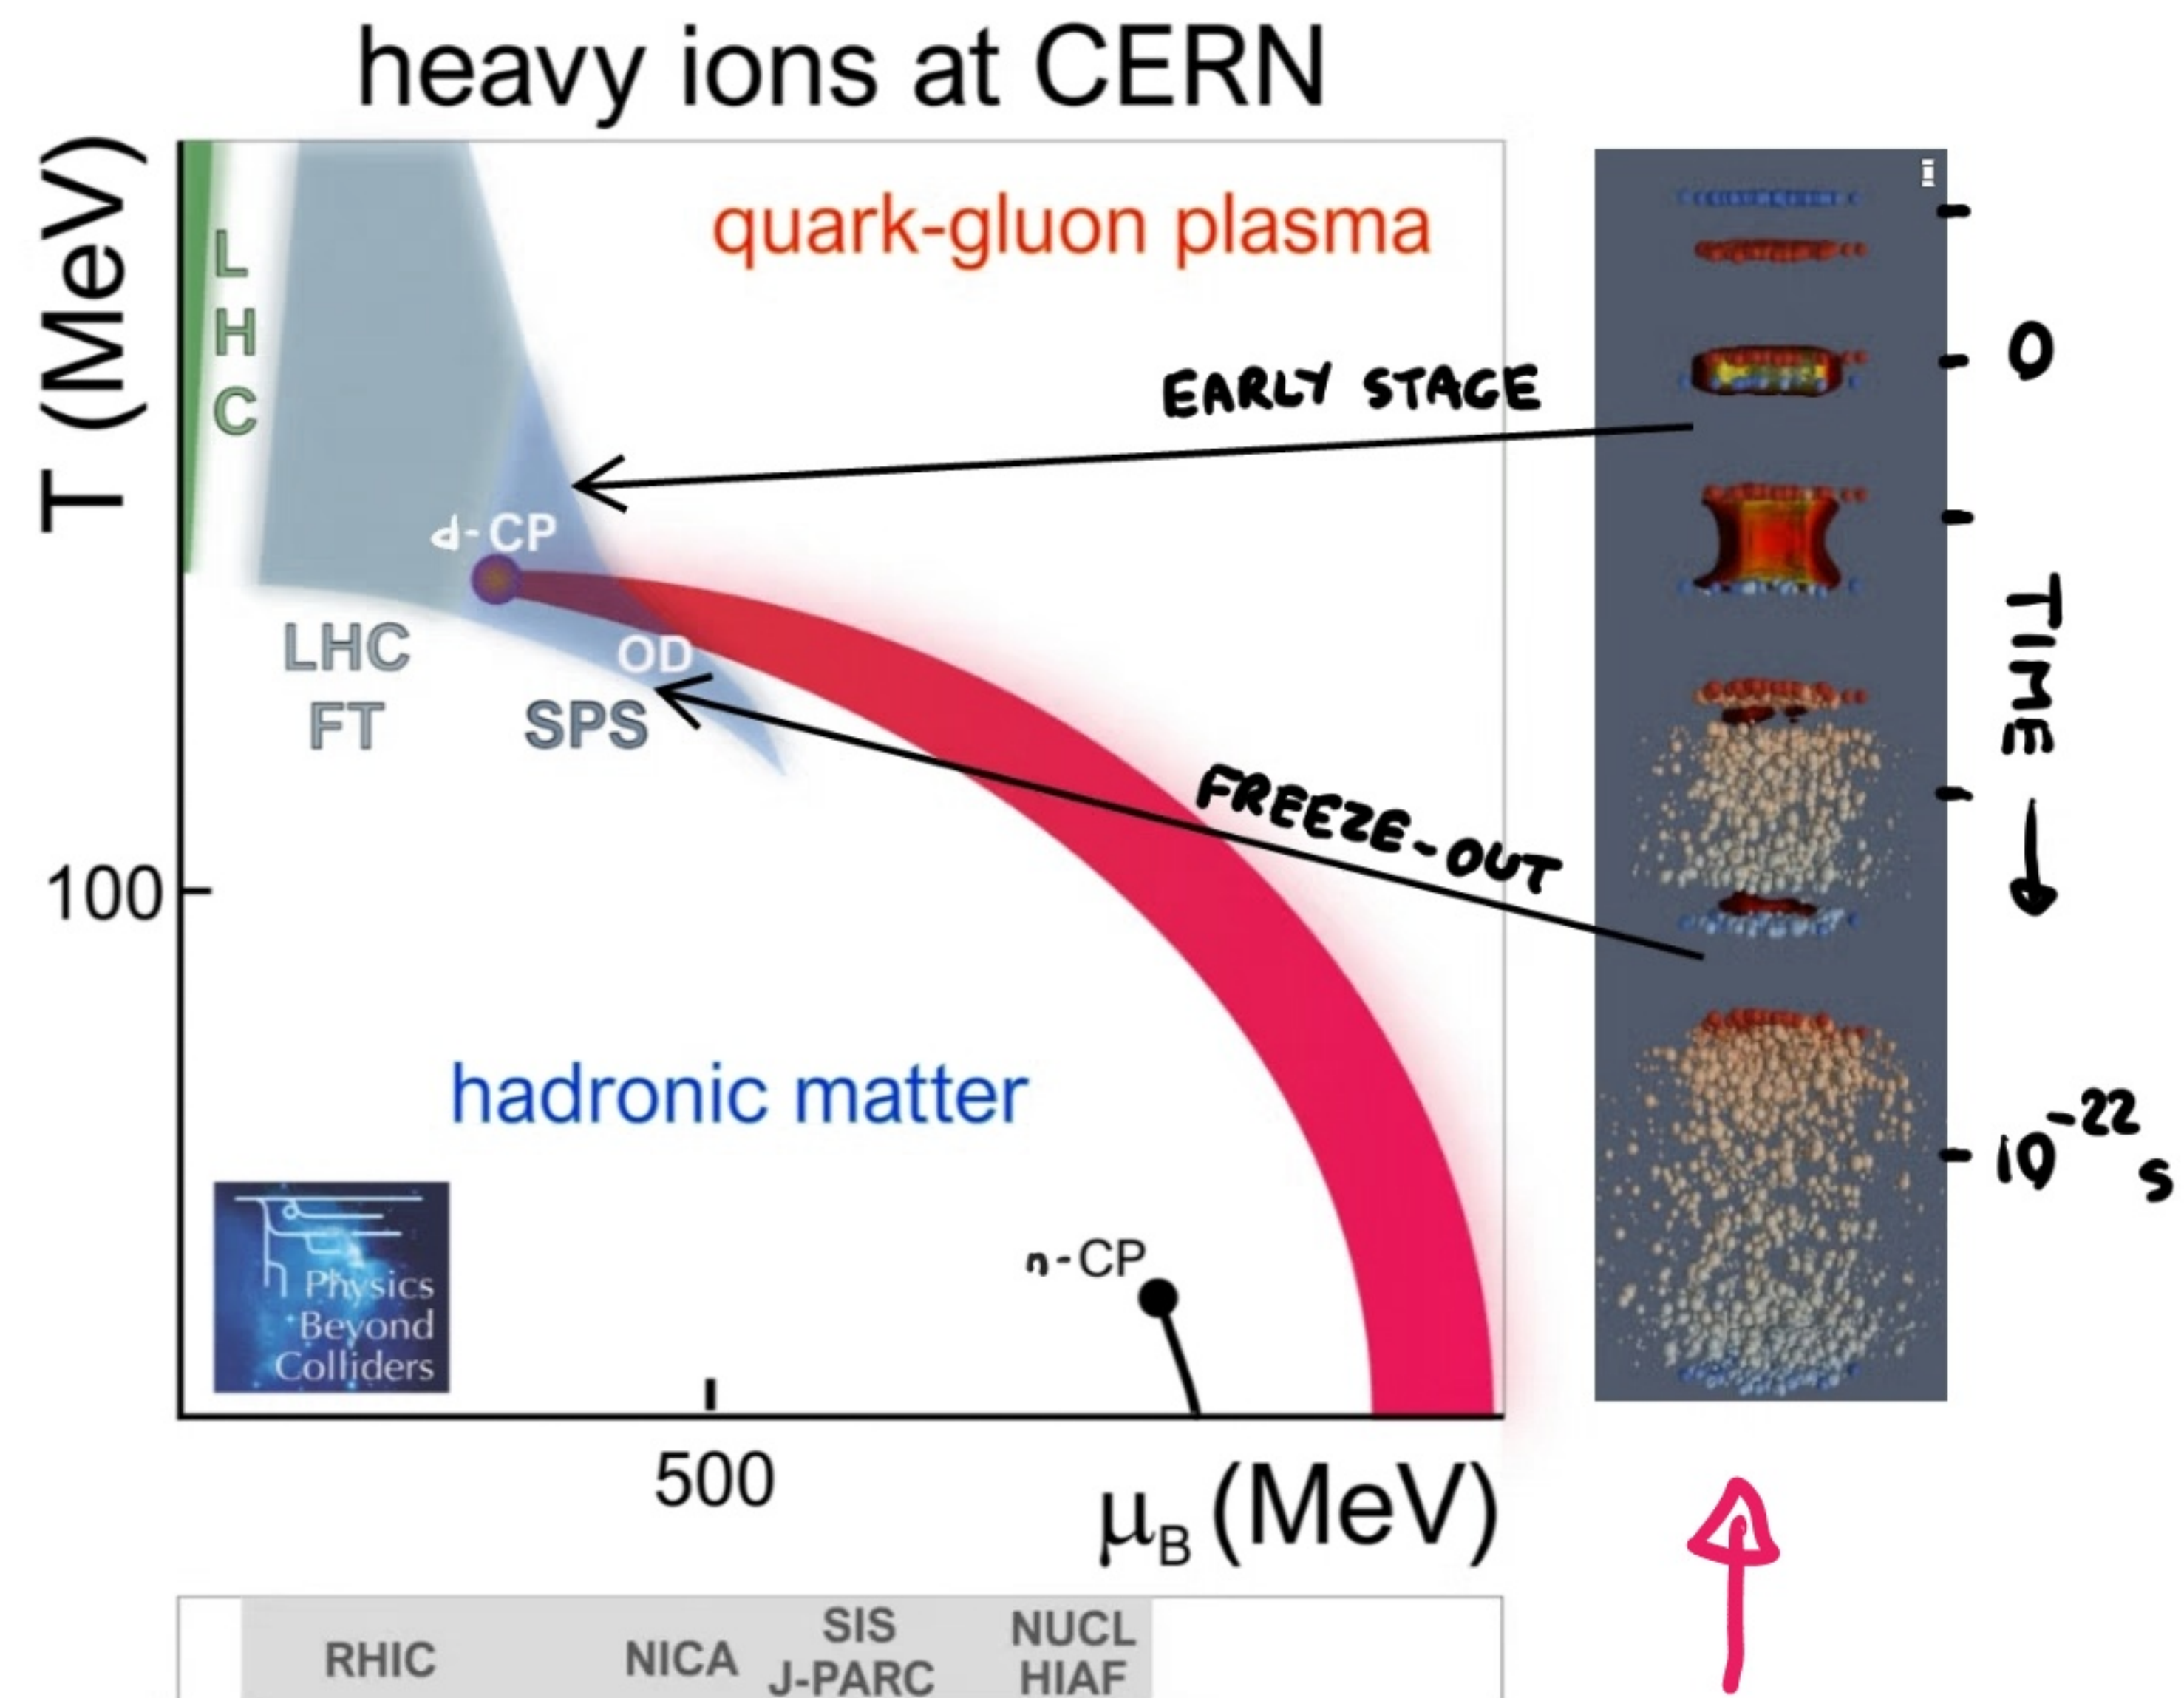 heavy ions at CERN
T (MeV)
L
H
C
quark-gluon plasma
EARLY STAGE
0
d-CP
OD
LHC
FT
SPS
TIME
FREEZE-OUT
100
hadronic matter
10⁻²² s
n-CP
Physics
Beyond
Colliders
500
μB (MeV)
RHIC
NICA
SIS
J-PARC
NUCL
HIAF